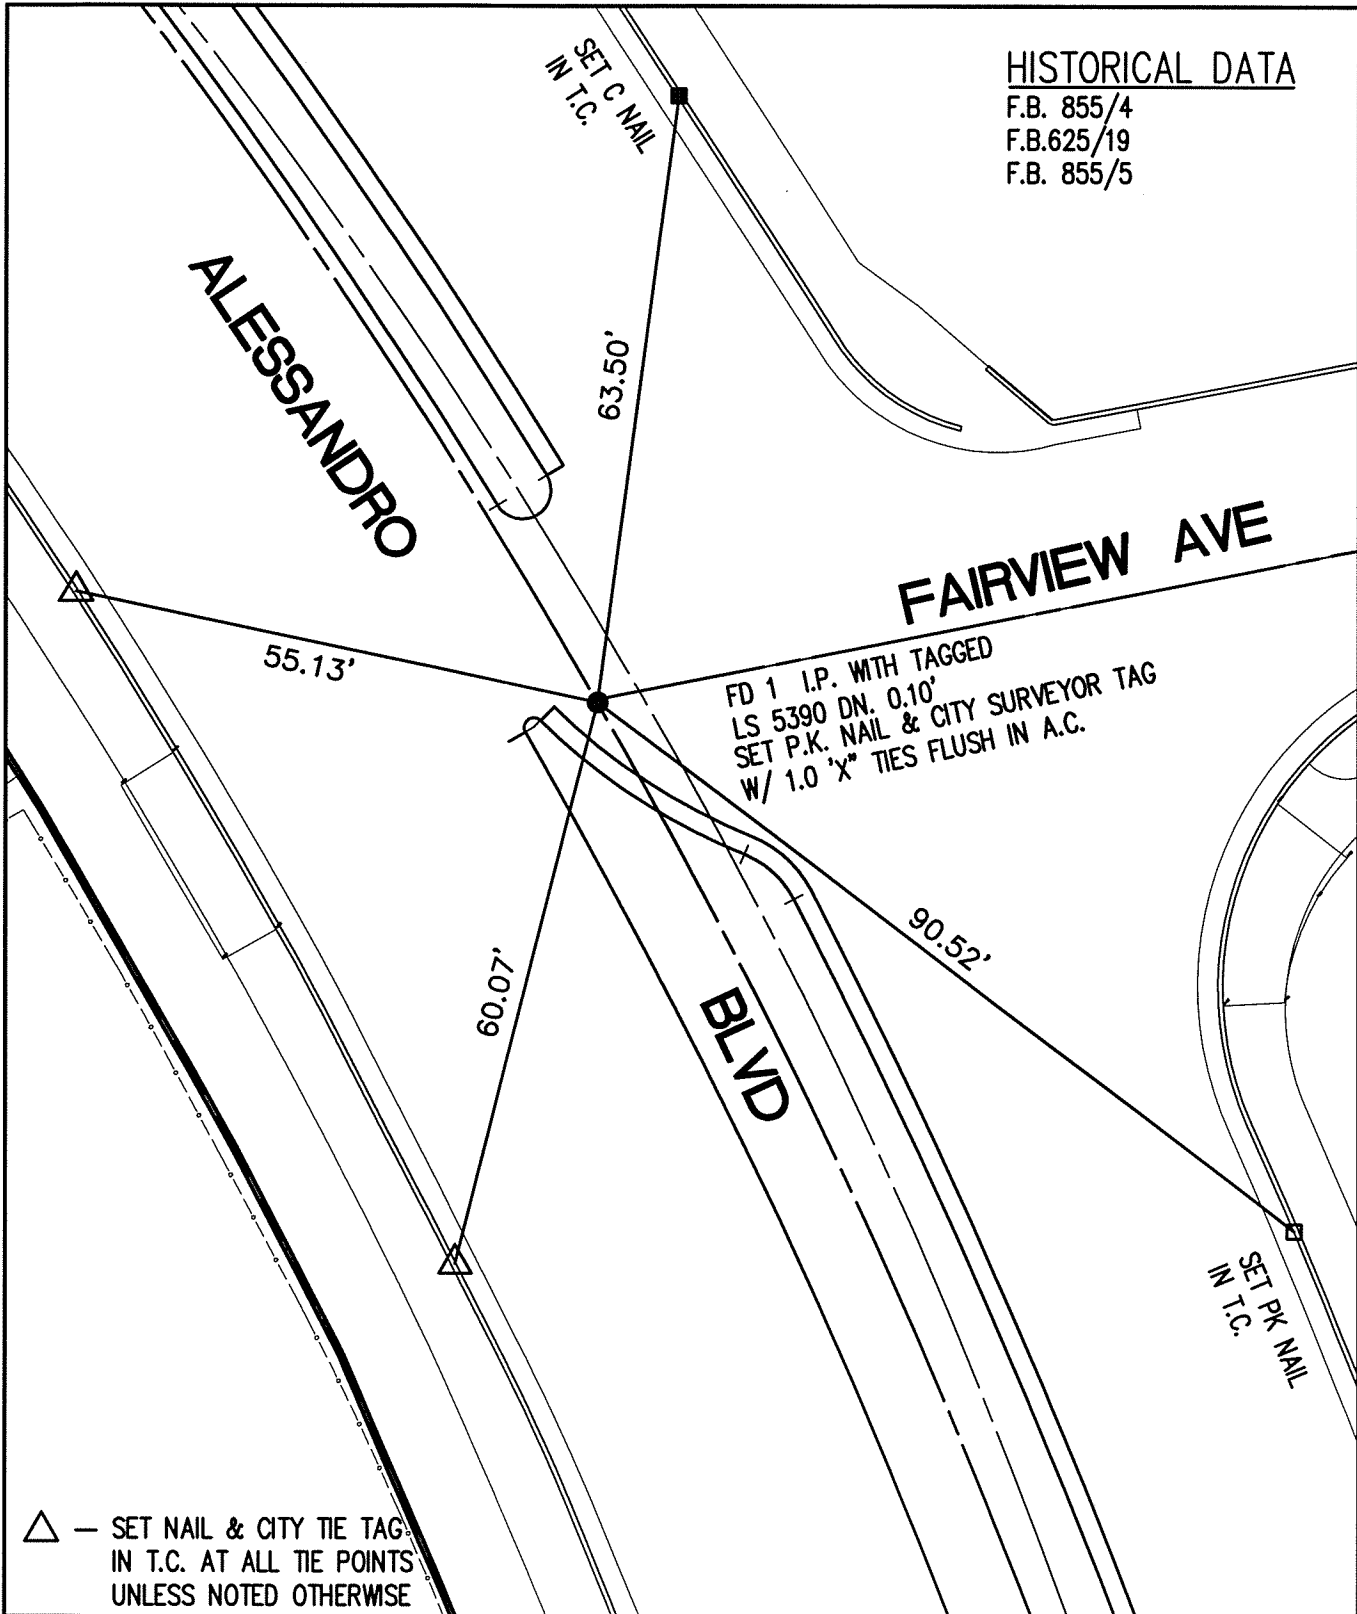 HISTORICAL DATA
F.B. 855/4
F.B.625/19
F.B. 855/5
SET C NAIL
IN T.C.
ALESSANDRO
63.50'
FAIRVIEW AVE
55.13'
FD 1 I.P. WITH TAGGED
LS 5390 DN. 0.10'
SET P.K. NAIL & CITY SURVEYOR TAG
W/ 1.0 'X" TIES FLUSH IN A.C.
90.52'
60.07'
BLVD
SET PK NAIL
IN T.C.
△ – SET NAIL & CITY TIE TAG
IN T.C. AT ALL TIE POINTS
UNLESS NOTED OTHERWISE